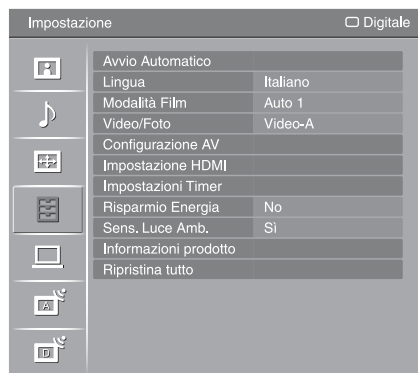 Impostazione Digitale
Avvio Automatico
Lingua Italiano
Modalità Film Auto 1
Video/Foto Video-A
Configurazione AV
Impostazione HDMI
Impostazioni Timer
Risparmio Energia No
Sens. Luce Amb. Sì
Informazioni prodotto
Ripristina tutto
A
D